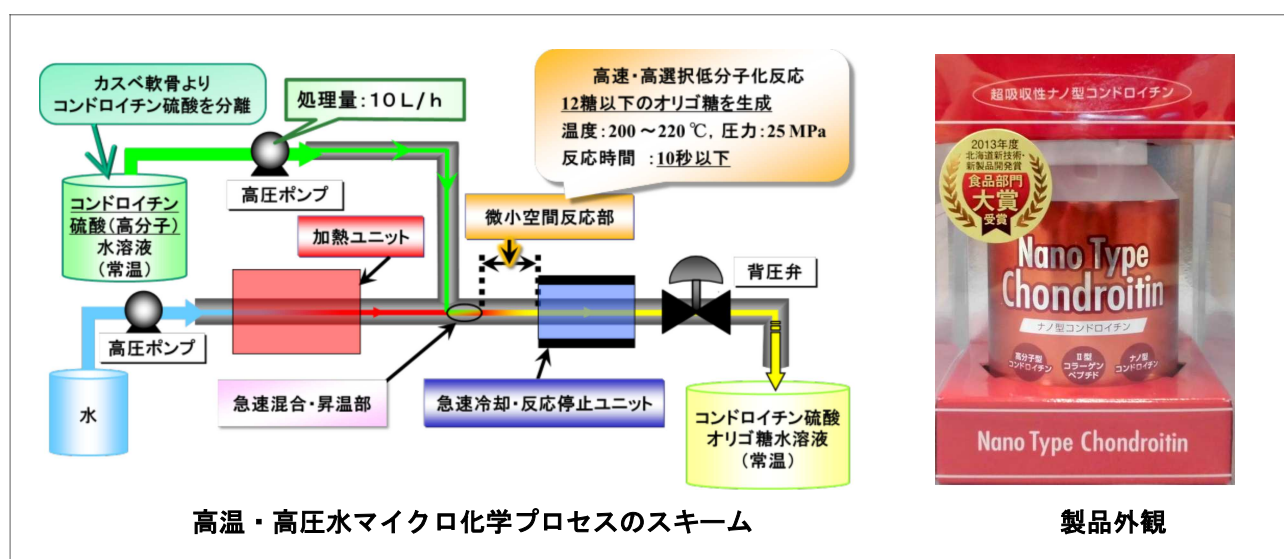 カスベ軟骨より
コンドロイチン硫酸を分離
処理量:10L/h
高速・高選択低分子化反応
12糖以下のオリゴ糖を生成
温度:200~220℃,圧力:25 MPa
反応時間 :10秒以下
高圧ポンプ
コンドロイチン
硫酸(高分子)
水溶液
(常温)
加熱ユニット
微小空間反応部
背圧弁
高圧ポンプ
水
急速混合・昇温部
急速冷却・反応停止ユニット
コンドロイチン硫酸
オリゴ糖水溶液
(常温)
高温・高圧水マイクロ化学プロセスのスキーム
超吸収性ナノ型コンドロイチン
2013年度
北海道新技術・
新製品開発賞
食品部門
大賞
受賞
Nano Type
Chondroitin
ナノ型コンドロイチン
高分子型
コンドロイチン
Ⅱ型
コラーゲン
ペプチド
ナノ型
コンドロイチン
Nano Type Chondroitin
製品外観